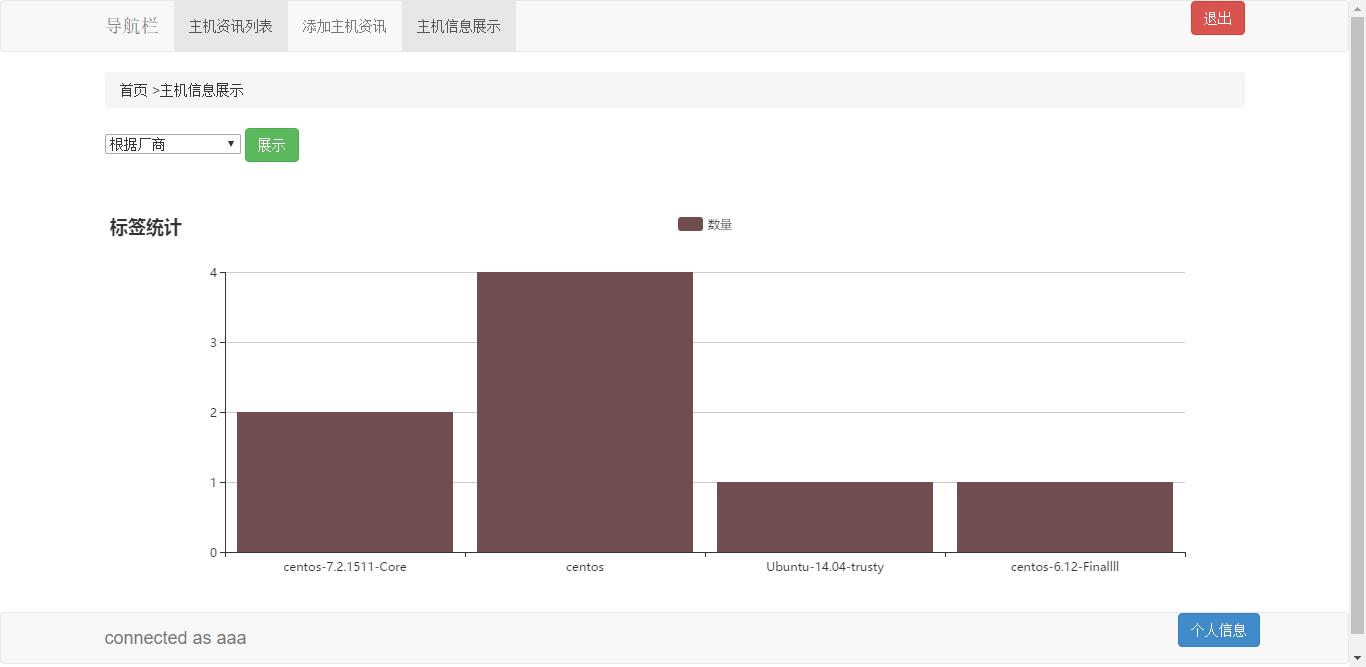 导航栏 主机资讯列表 添加主机资讯 主机信息展示 退出
首页 >主机信息展示
根据厂商 展示
标签统计 数量
4
3
2
1
0
centos-7.2.1511-Core centos Ubuntu-14.04-trusty centos-6.12-Finallll
connected as aaa 个人信息